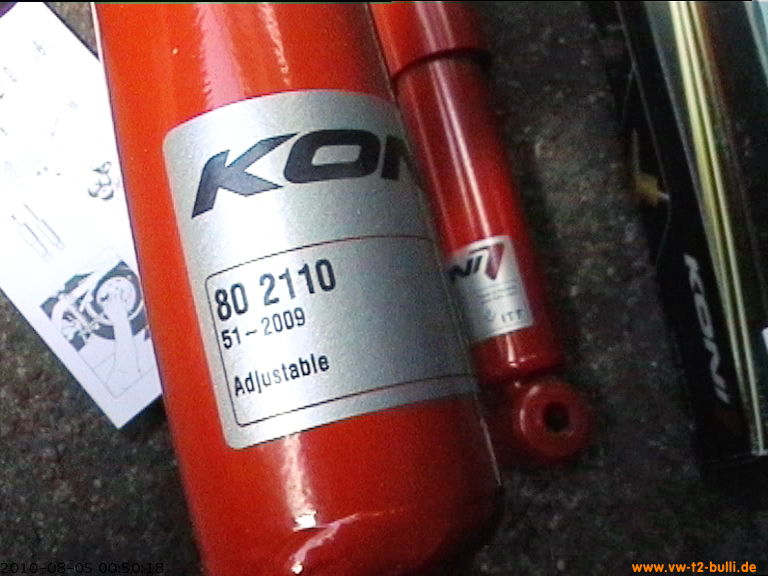 KONI
80 2110
51-2009
Adjustable
NI
ITT
KONI
2010-08-05 00:50:18
www.vw-t2-bulli.de